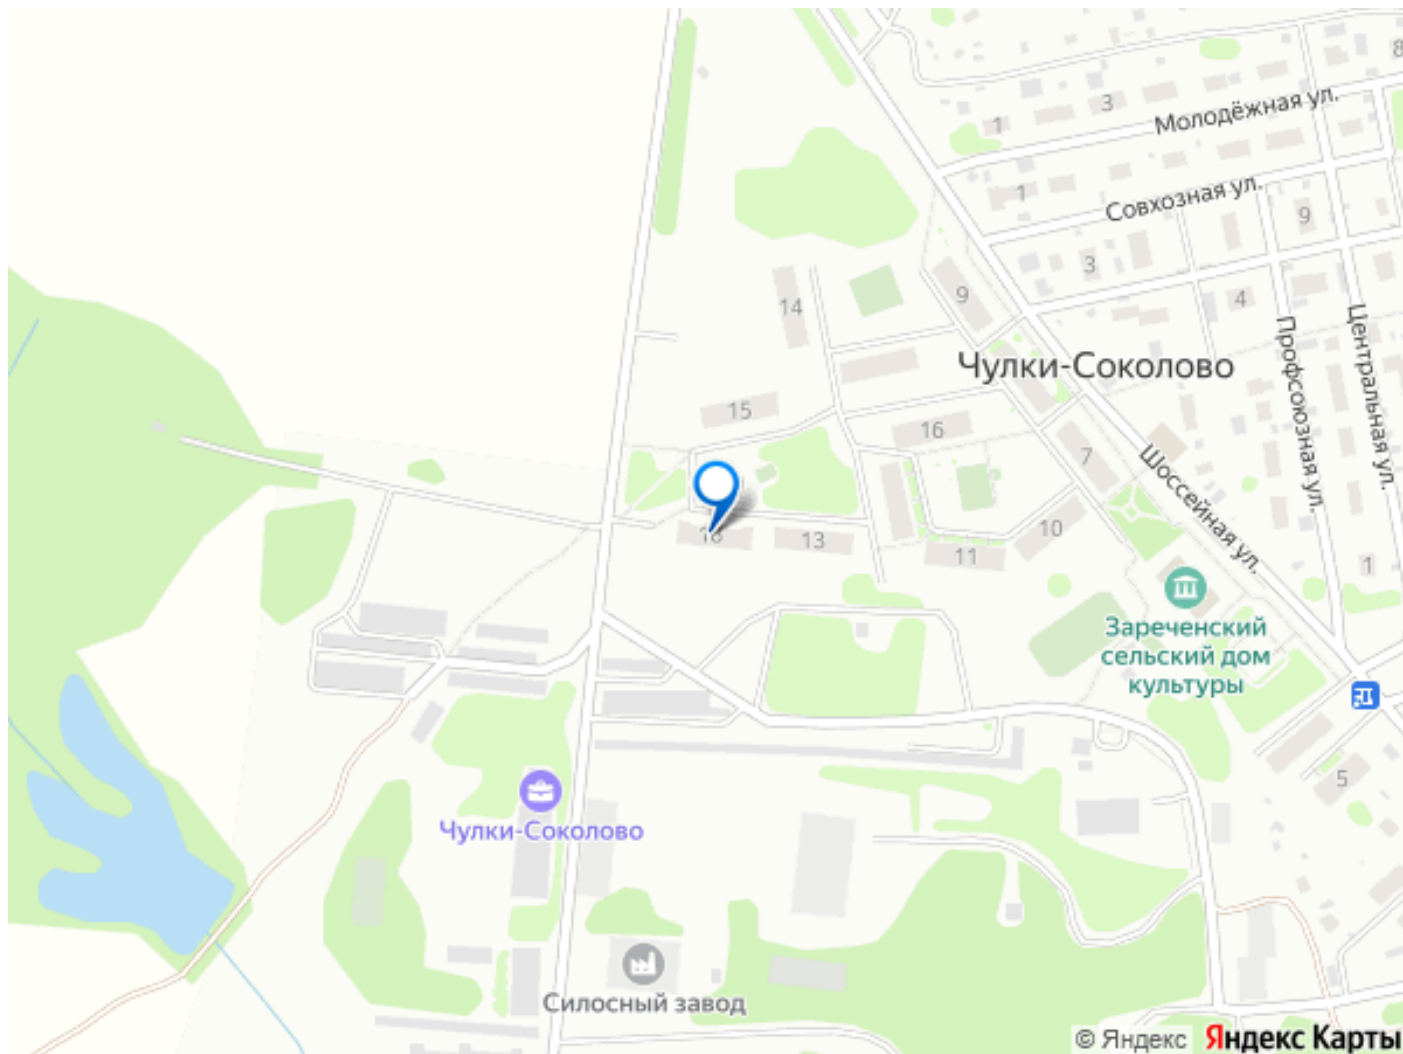 8
3
1
Молодёжная ул.
1
Совхозная ул.
9
3
4
9
14
Чулки-Соколово
Профсоюзная ул.
Центральная ул.
15
16
7
Шоссейная ул.
18
13
10
11
1
Зареченский
сельский дом
культуры
5
Чулки-Соколово
Силосный завод
© Яндекс Яндекс Карты